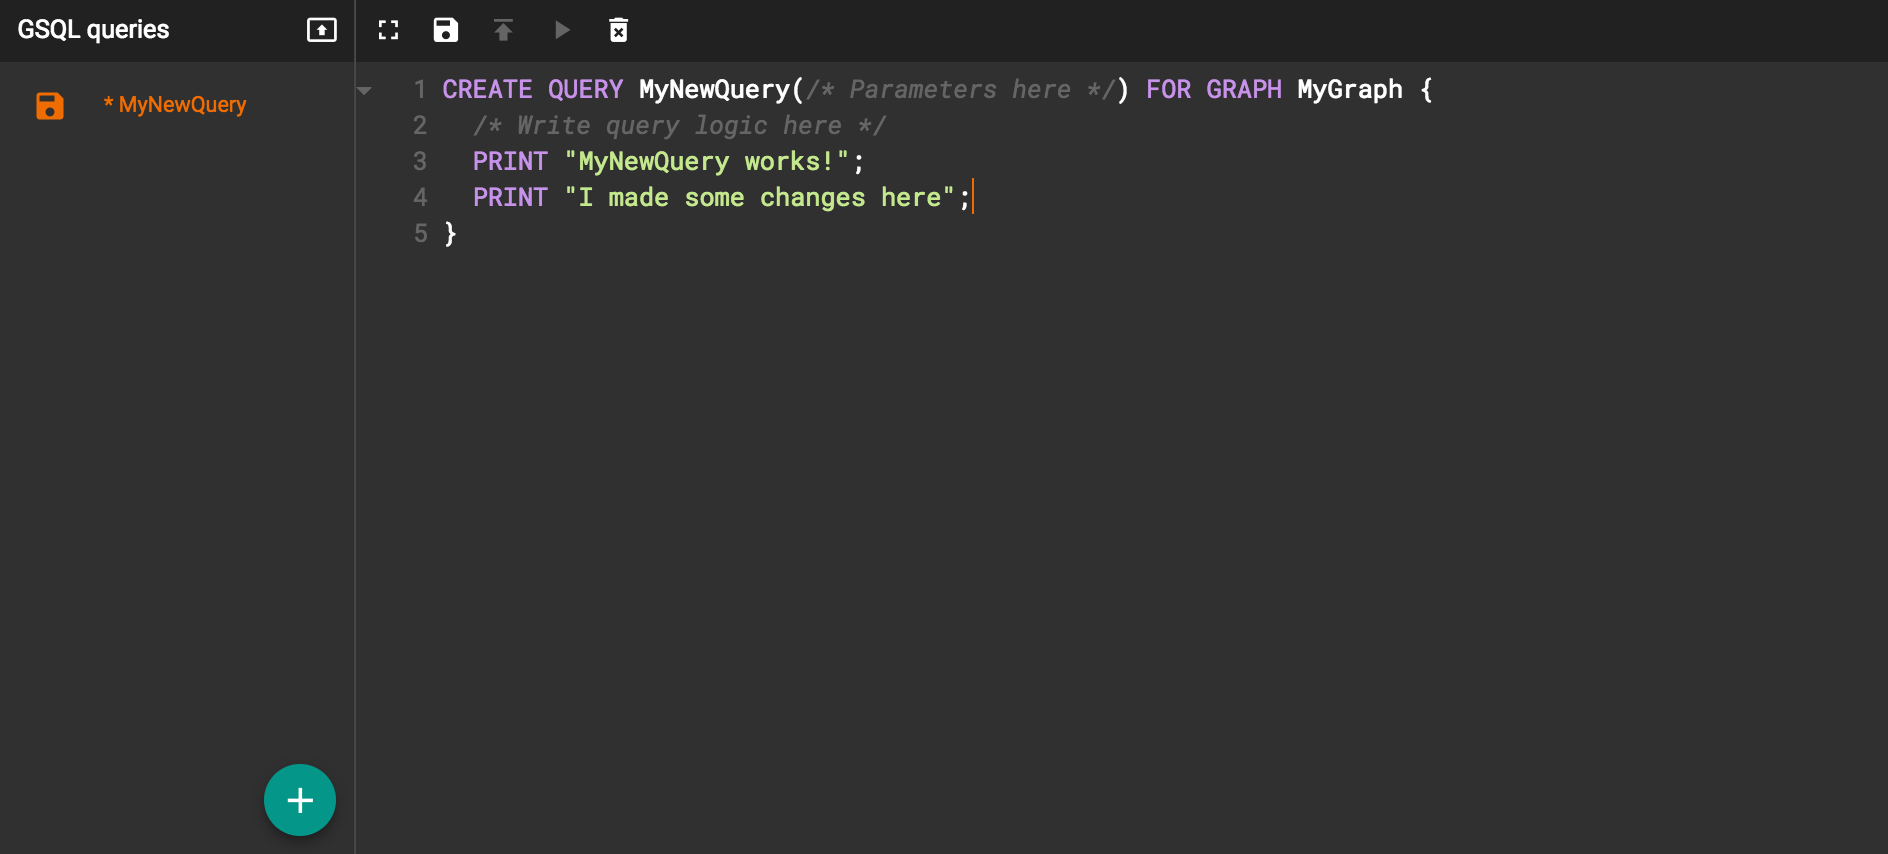 GSQL queries
* MyNewQuery
1 CREATE QUERY MyNewQuery(/* Parameters here */) FOR GRAPH MyGraph {
2 /* Write query logic here */
3 PRINT "MyNewQuery works!";
4 PRINT "I made some changes here";
5 }